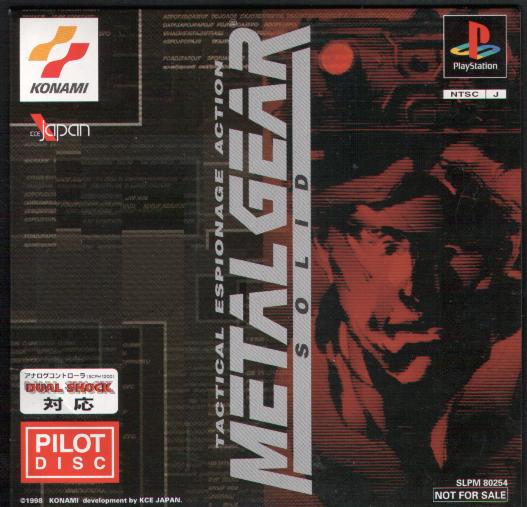 KONAMI
KCE Japan
PlayStation
NTSC J
TACTICAL ESPIONAGE ACTION
METAL GEAR
SOLID
アナログコントローラ(SCPH1200)
DUAL SHOCK
対応
PILOT
DISC
©1998 KONAMI development by KCE JAPAN.
SLPM 80254
NOT FOR SALE